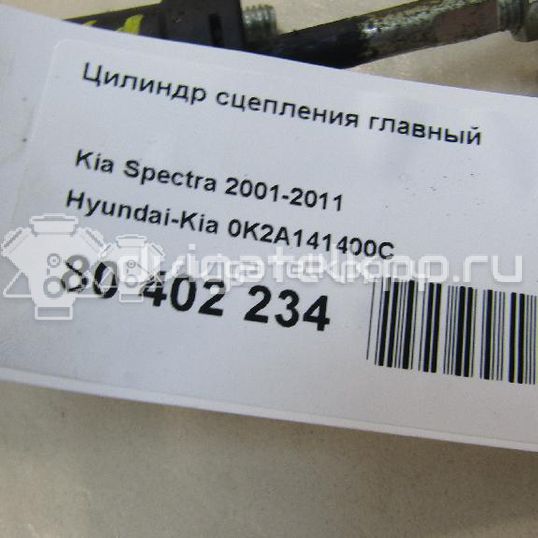 Цилиндр сцепления главный
Kia Spectra 2001-2011
Hyundai-Kia 0K2A141400C
80 402 234